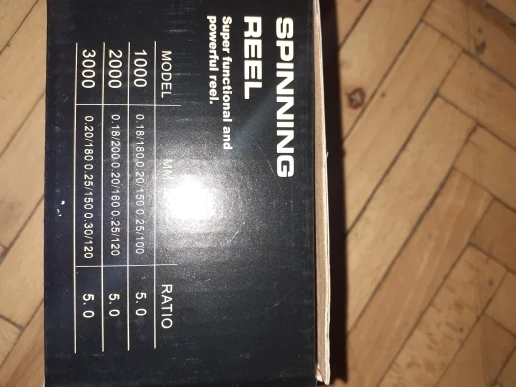 SPINNING
REEL
Super functional and
powerful reel.
MODEL MM RATIO
1000 0.18/180,0.20/150 0.25/100 5.0
2000 0.18/200,0.20/160 0.25/120 5.0
3000 0.20/180 0.25/150 0.30/120 5.0